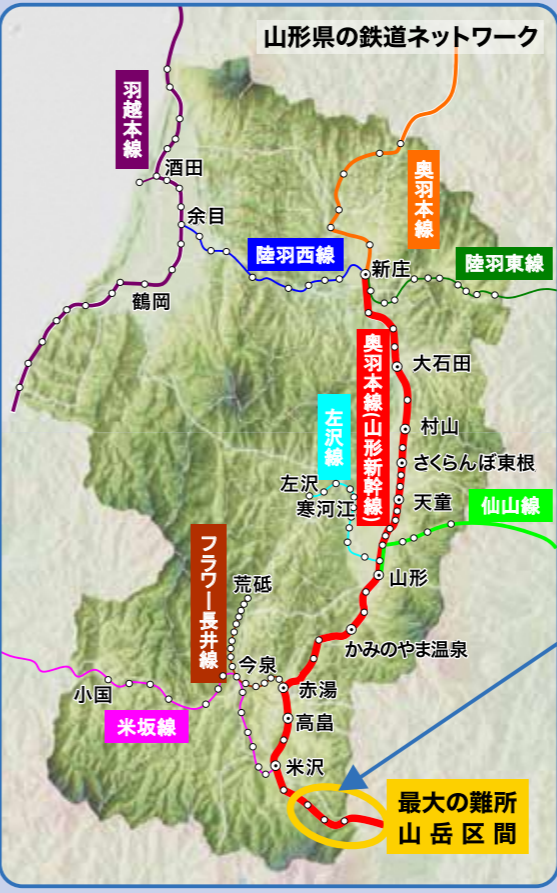 山形県の鉄道ネットワーク
羽越本線
酒田
余目
鶴岡
奥羽本線
陸羽西線
陸羽東線
新庄
奥羽本線(山形新幹線)
大石田
村山
さくらんぼ東根
左沢線
左沢
寒河江
天童
仙山線
山形
フラワー長井線
荒砥
かみのやま温泉
今泉
赤湯
小国
米坂線
高畠
米沢
最大の難所
山岳区間